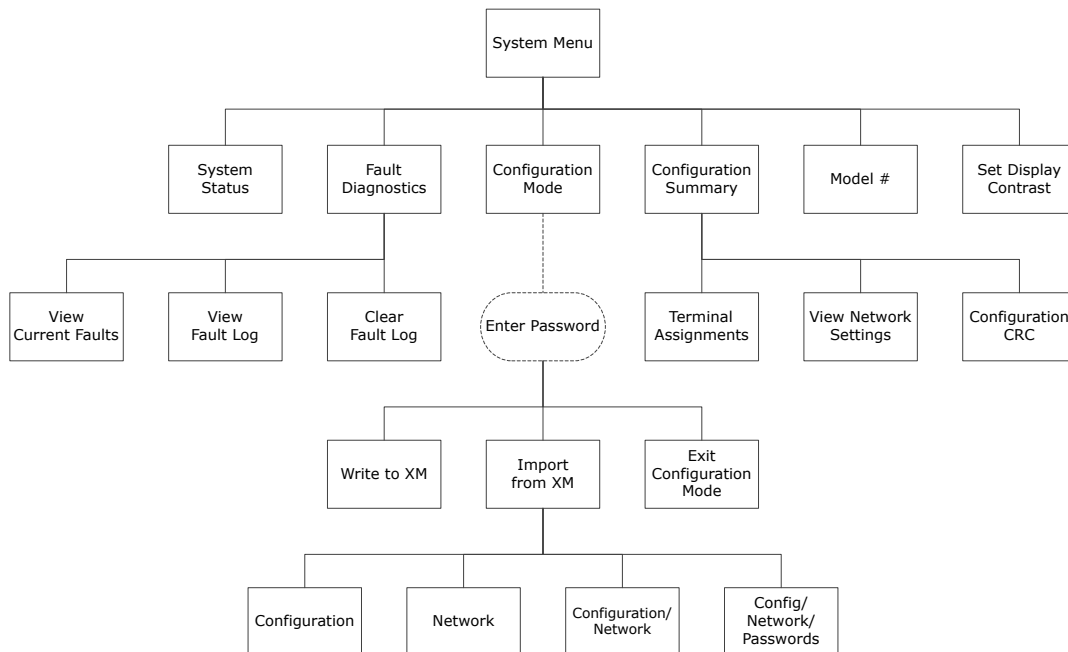 System Menu
System
Status
Fault
Diagnostics
Configuration
Mode
Configuration
Summary
Model #
Set Display
Contrast
View
Current Faults
View
Fault Log
Clear
Fault Log
Enter Password
Terminal
Assignments
View Network
Settings
Configuration
CRC
Write to XM
Import
from XM
Exit
Configuration
Mode
Configuration
Network
Configuration/
Network
Config/
Network/
Passwords